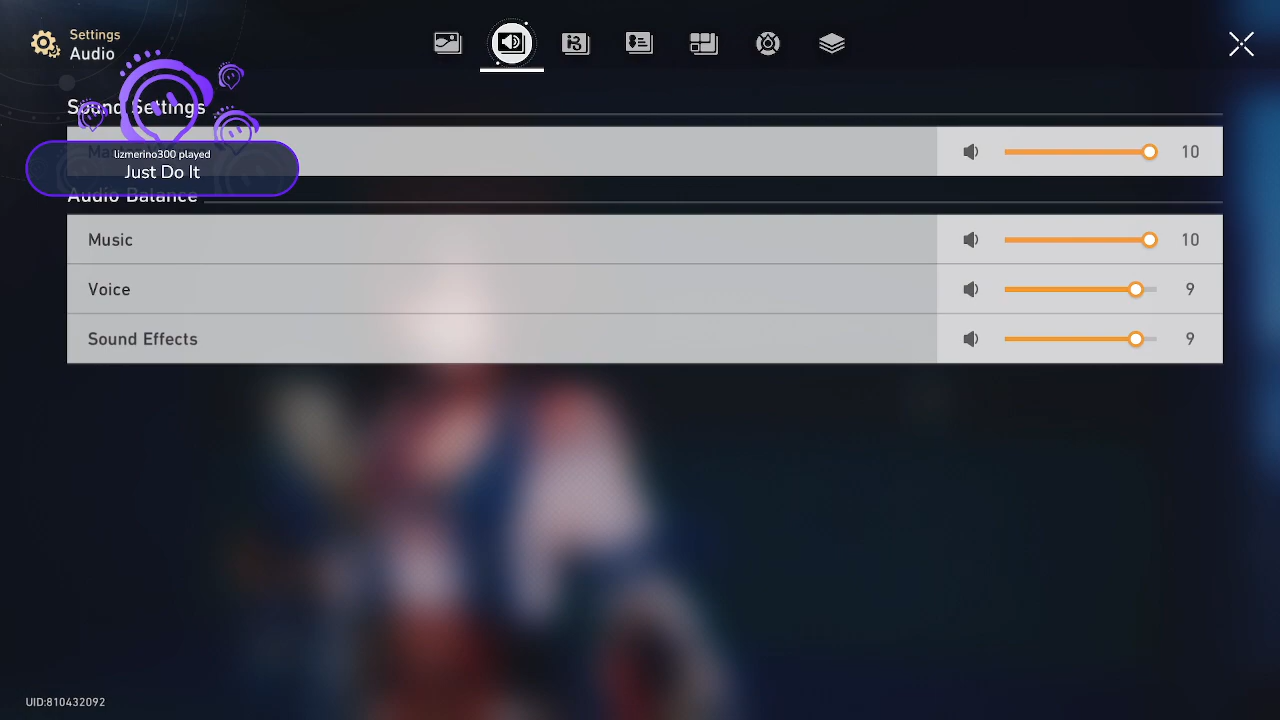 Settings
Audio
Sound Settings
lizmerino300 played
Just Do It
10
Audio Balance
Music
10
Voice
9
Sound Effects
9
UID:810432092